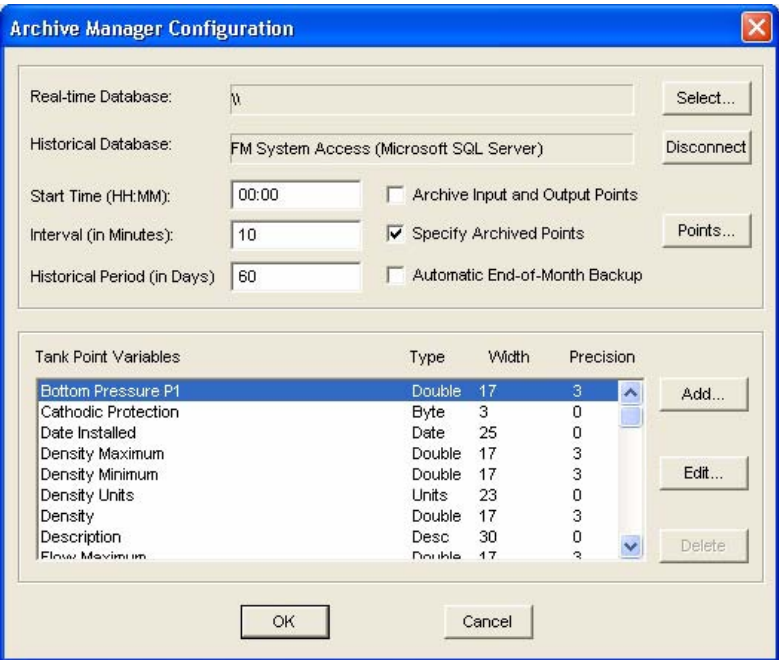 Archive Manager Configuration
Real-time Database: \\ Select...
Historical Database: FM System Access (Microsoft SQL Server) Disconnect
Start Time (HH:MM): 00:00 Archive Input and Output Points
Interval (in Minutes): 10 Specify Archived Points Points...
Historical Period (in Days) 60 Automatic End-of-Month Backup
Tank Point Variables Type Width Precision
Bottom Pressure P1 Double 17 3 Add...
Cathodic Protection Byte 3 0
Date Installed Date 25 0
Density Maximum Double 17 3
Density Minimum Double 17 3 Edit...
Density Units Units 23 0
Density Double 17 3
Description Desc 30 0 Delete
Flow Maximum Double 17 3
OK Cancel